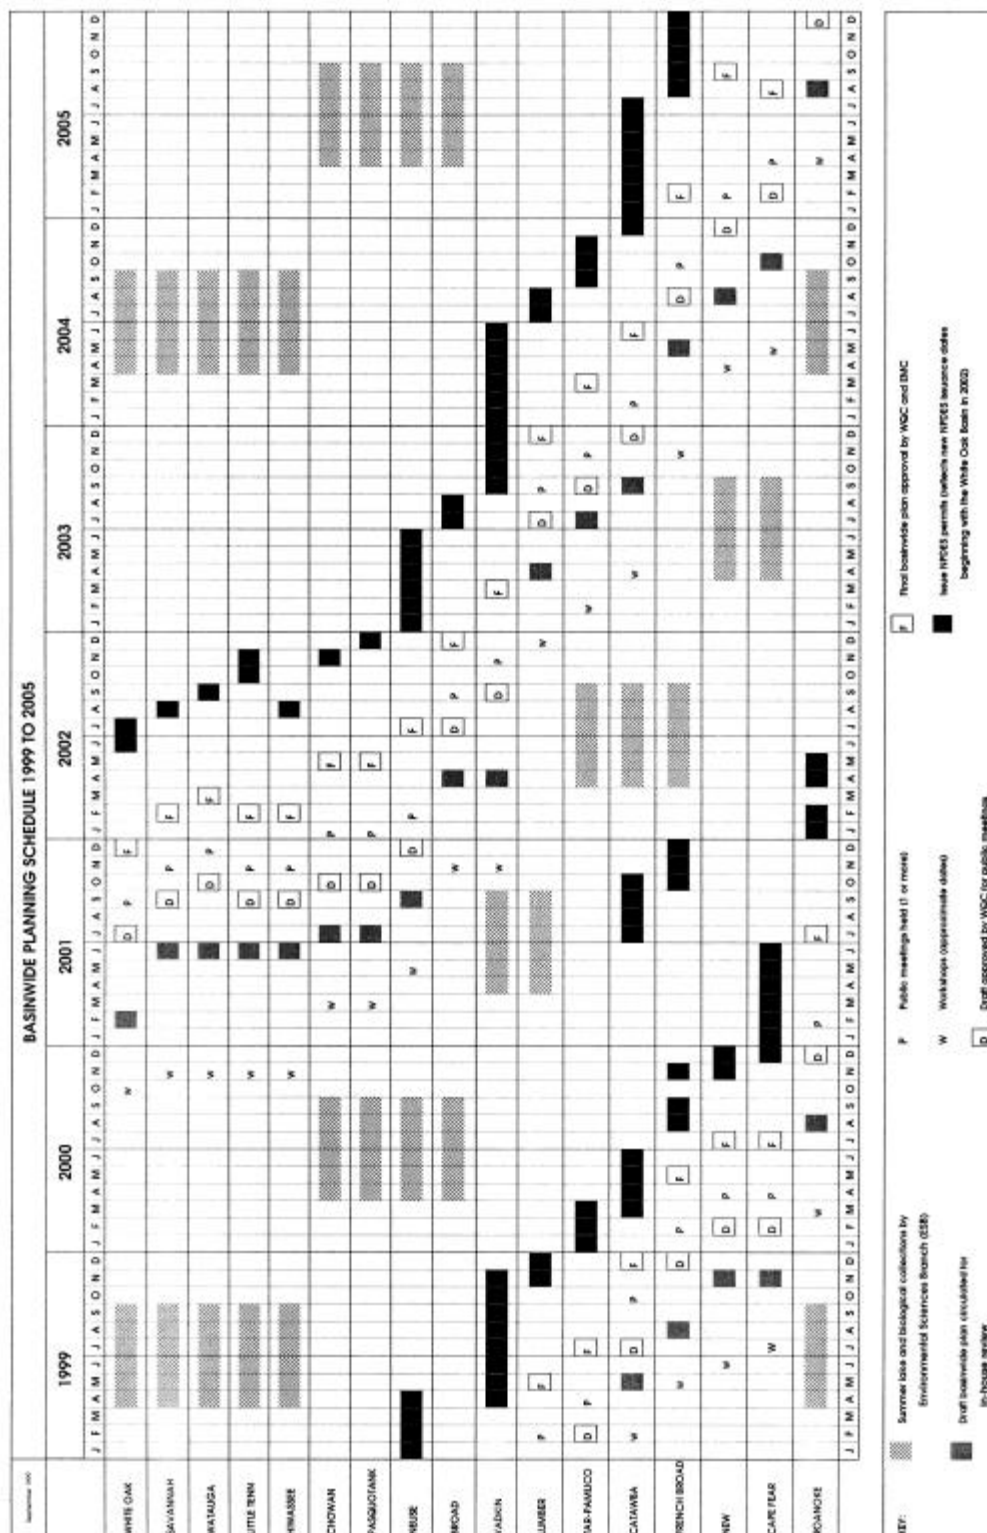 BASINWIDE PLANNING SCHEDULE 1999 TO 2005
1999 2000 2001 2002 2003 2004 2005
J F M A M J J A S O N D J F M A M J J A S O N D J F M A M J J A S O N D J F M A M J J A S O N D J F M A M J J A S O N D J F M A M J J A S O N D J F M A M J J A S O N D
WHITE OAK W D P F
SAVANNAH W D P F
WATAUGA W D P F
ITTLE TENN W D P F
HIWASSEE W D P F
CHOWAN W D P F
PASQUOTANK W D P F
NEUSE W D P F
BROAD W D P F
YADKIN W D P F
LUMBER P F W D P F
TAR-PAMLICO D P F W D P F
CATAWBA W D P F W D P F
FRENCH BROAD W D P F W D P F
NEW W D P F W D P F
CAPE FEAR W D P F W D P F
ROANOKE W D P F W D
J F M A M J J A S O N D J F M A M J J A S O N D J F M A M J J A S O N D J F M A M J J A S O N D J F M A M J J A S O N D J F M A M J J A S O N D J F M A M J J A S O N D
KEY:
Summer lake and biological collections by
Environmental Sciences Branch (ESB)
Draft basinwide plan circulated for
in-house review
P Public meetings held (1 or more)
W Workshops (approximate dates)
D Draft approved by WQC for public meetings
F Final basinwide plan approval by WQC and EMC
Issue NPDES permits (reflects new NPDES issuance dates
beginning with the White Oak Basin in 2002)